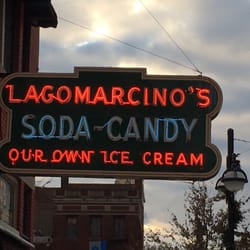 LAGOMARCINO'S
SODA-CANDY
OUR OWN ICE CREAM